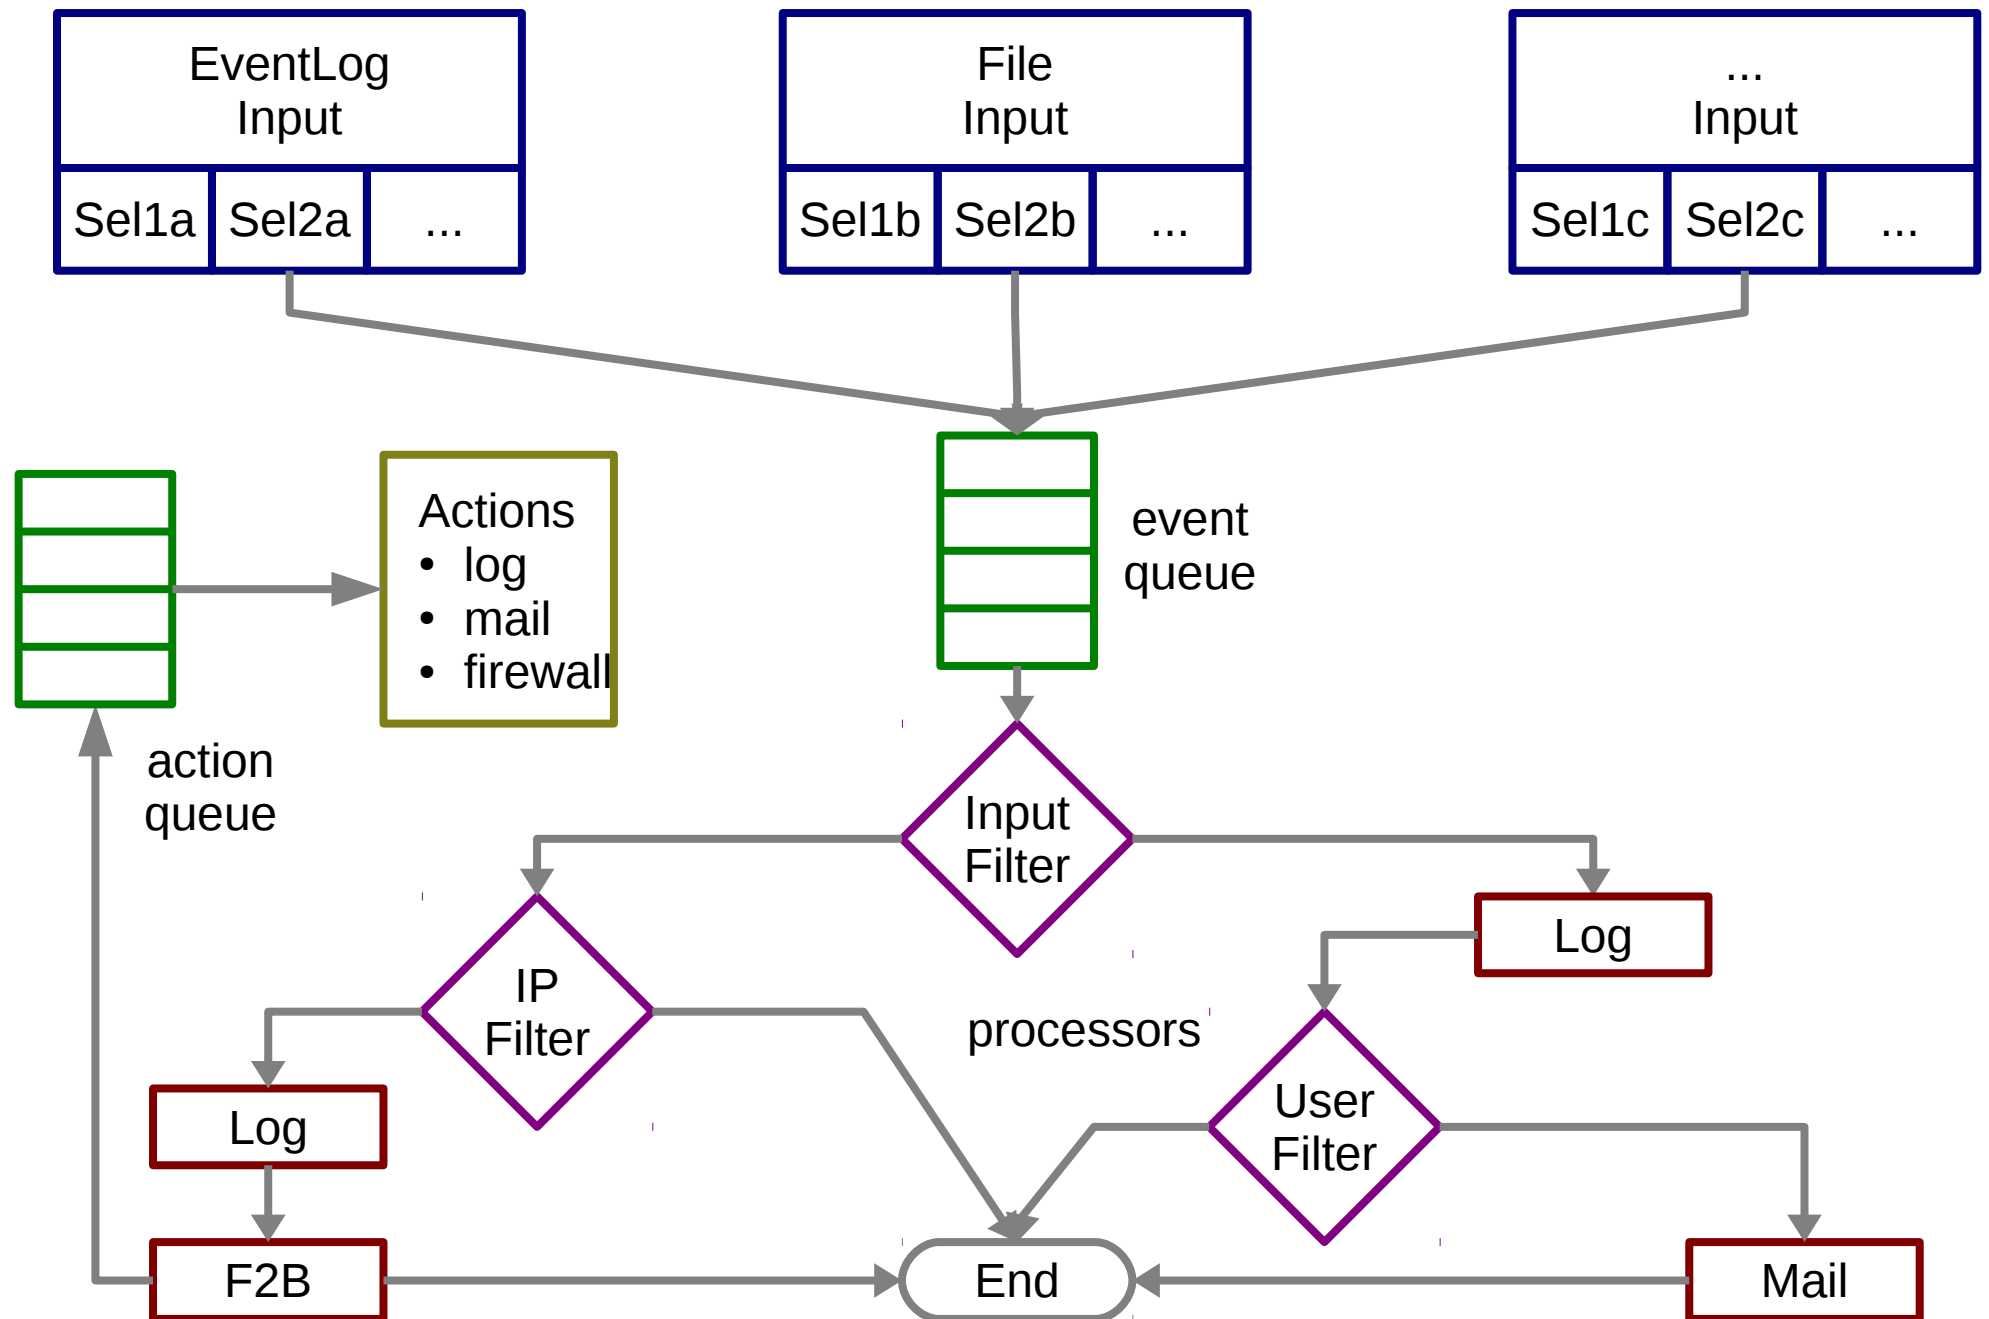 EventLog
Input
Sel1a
Sel2a
...
File
Input
Sel1b
Sel2b
...
...
Input
Sel1c
Sel2c
...
Actions
• log
• mail
• firewall
event
queue
action
queue
Input
Filter
Log
IP
Filter
processors
User
Filter
Log
F2B
End
Mail